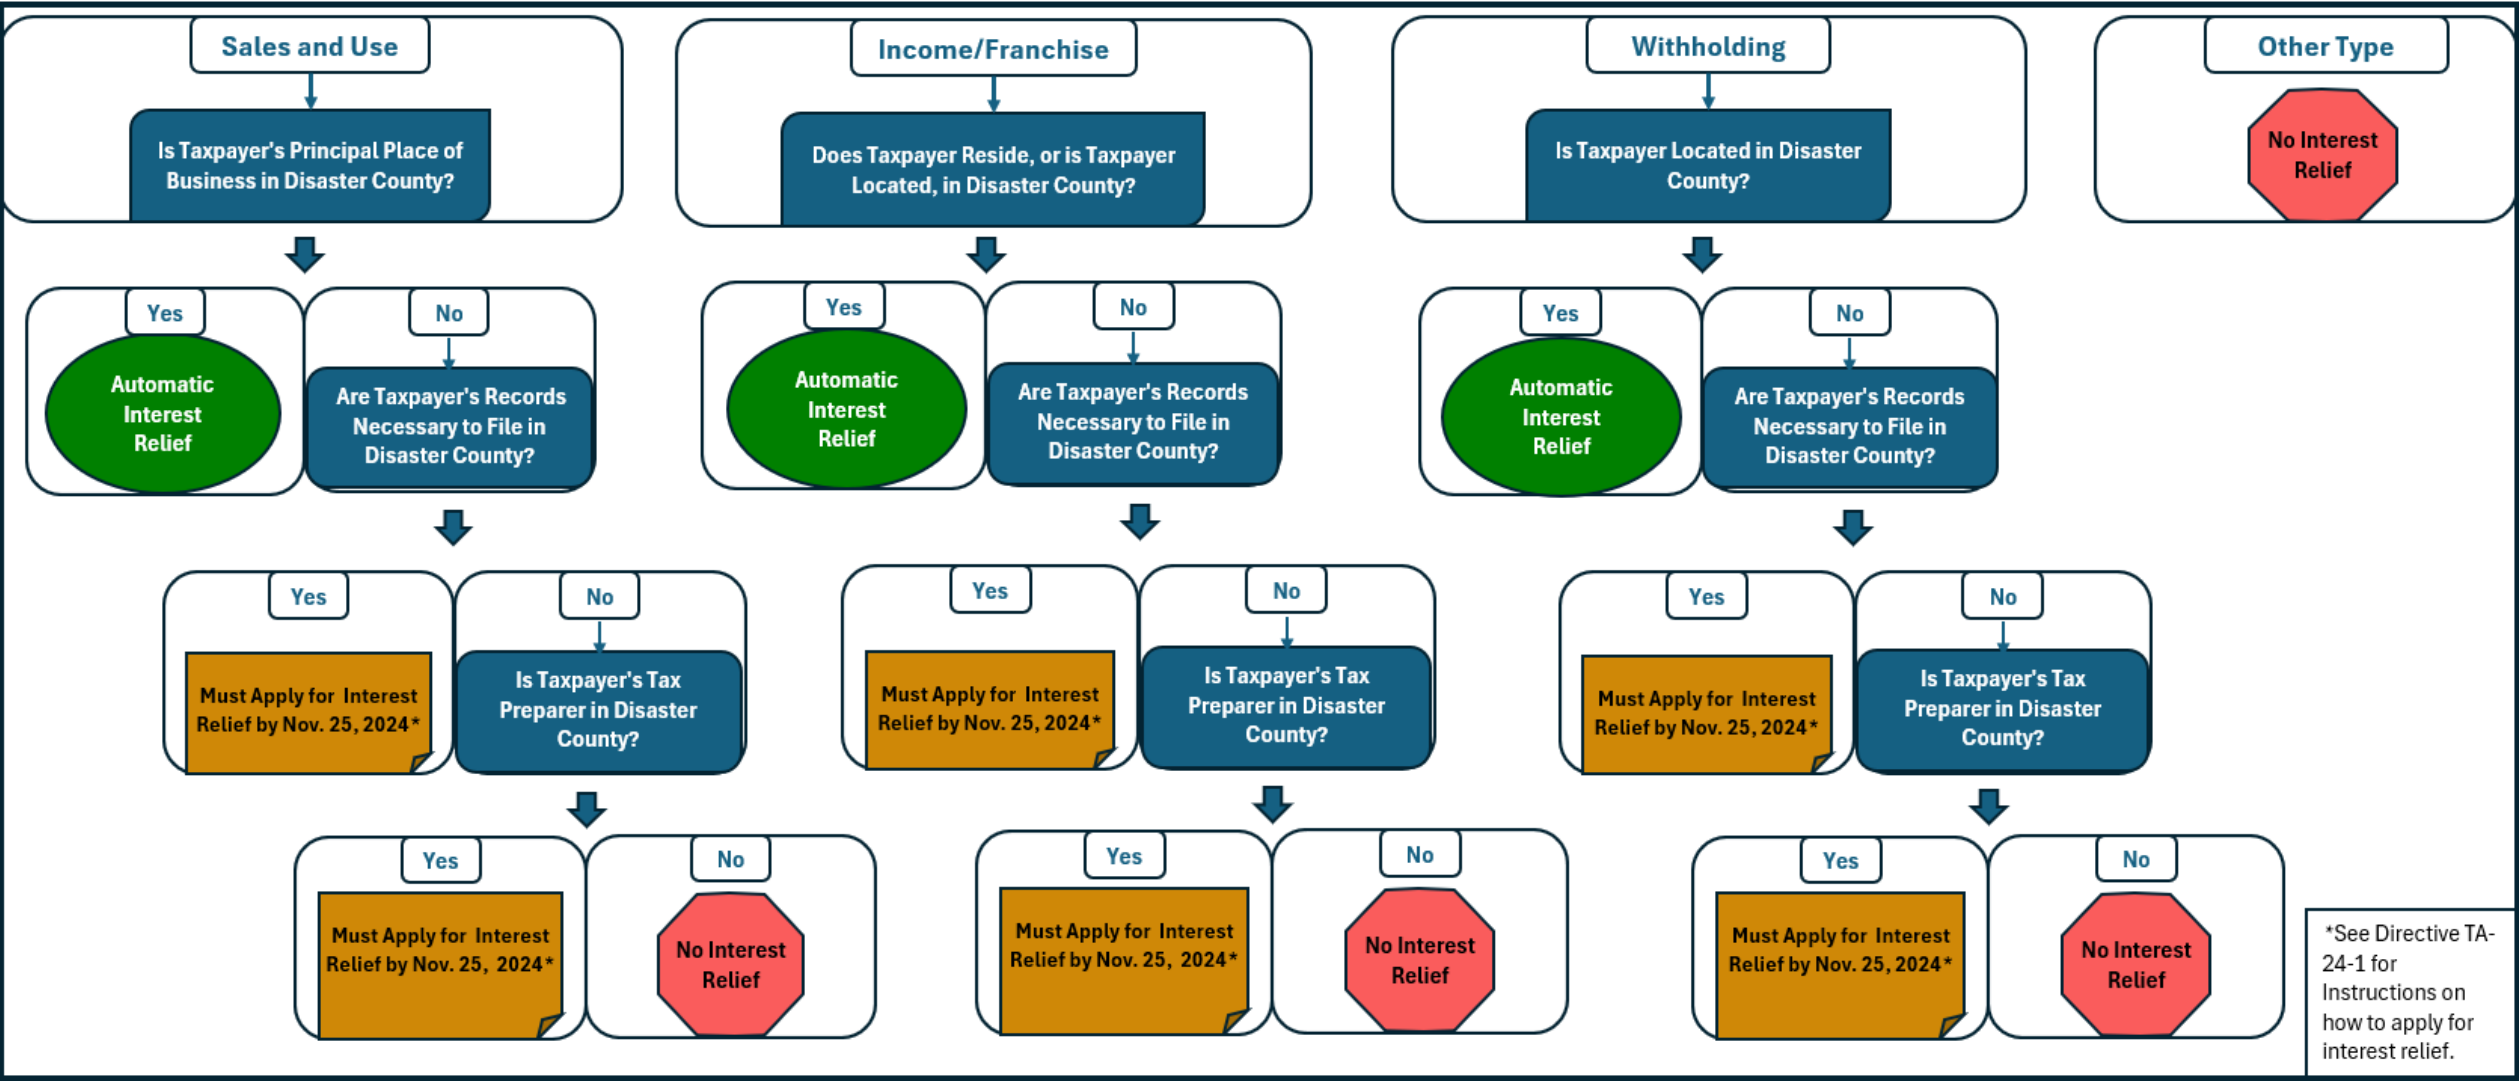 Sales and Use
Is Taxpayer's Principal Place of
Business in Disaster County?
Yes
Automatic
Interest
Relief
No
Are Taxpayer's Records
Necessary to File in
Disaster County?
Yes
Must Apply for Interest
Relief by Nov. 25, 2024*
No
Is Taxpayer's Tax
Preparer in Disaster
County?
Yes
Must Apply for Interest
Relief by Nov. 25, 2024*
No
No Interest
Relief
Income/Franchise
Does Taxpayer Reside, or is Taxpayer
Located, in Disaster County?
Yes
Automatic
Interest
Relief
No
Are Taxpayer's Records
Necessary to File in
Disaster County?
Yes
Must Apply for Interest
Relief by Nov. 25, 2024*
No
Is Taxpayer's Tax
Preparer in Disaster
County?
Yes
Must Apply for Interest
Relief by Nov. 25, 2024*
No
No Interest
Relief
Withholding
Is Taxpayer Located in Disaster
County?
Yes
Automatic
Interest
Relief
No
Are Taxpayer's Records
Necessary to File in
Disaster County?
Yes
Must Apply for Interest
Relief by Nov. 25, 2024*
No
Is Taxpayer's Tax
Preparer in Disaster
County?
Yes
Must Apply for Interest
Relief by Nov. 25, 2024*
No
No Interest
Relief
Other Type
No Interest
Relief
*See Directive TA-
24-1 for
Instructions on
how to apply for
interest relief.